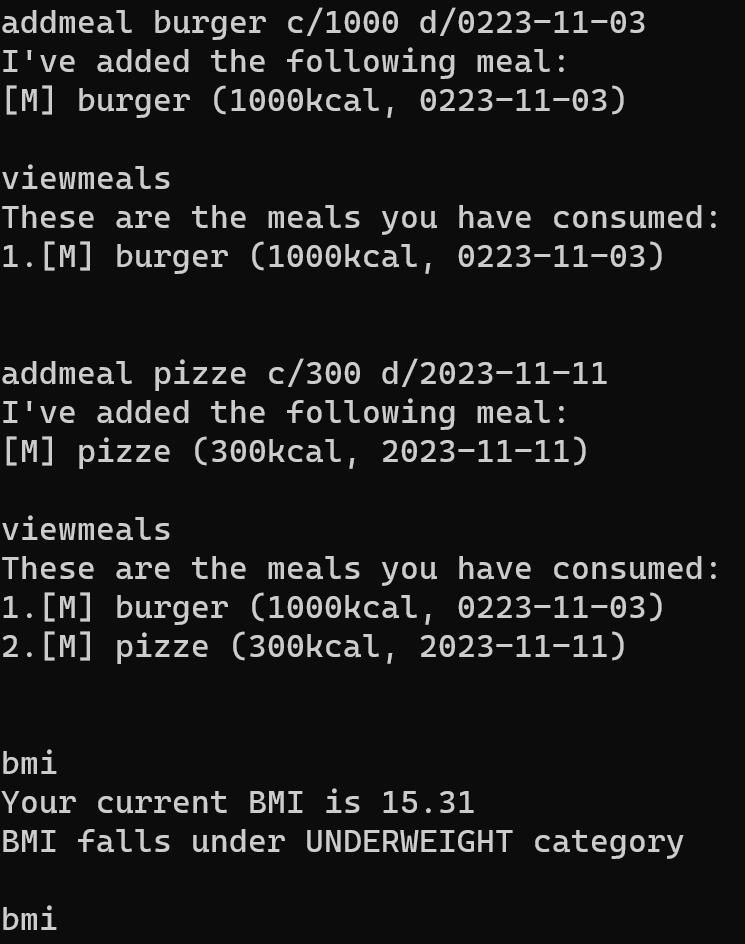 addmeal burger c/1000 d/0223-11-03
I've added the following meal:
[M] burger (1000kcal, 0223-11-03)
viewmeals
These are the meals you have consumed:
1.[M] burger (1000kcal, 0223-11-03)
addmeal pizze c/300 d/2023-11-11
I've added the following meal:
[M] pizze (300kcal, 2023-11-11)
viewmeals
These are the meals you have consumed:
1.[M] burger (1000kcal, 0223-11-03)
2.[M] pizze (300kcal, 2023-11-11)
bmi
Your current BMI is 15.31
BMI falls under UNDERWEIGHT category
bmi